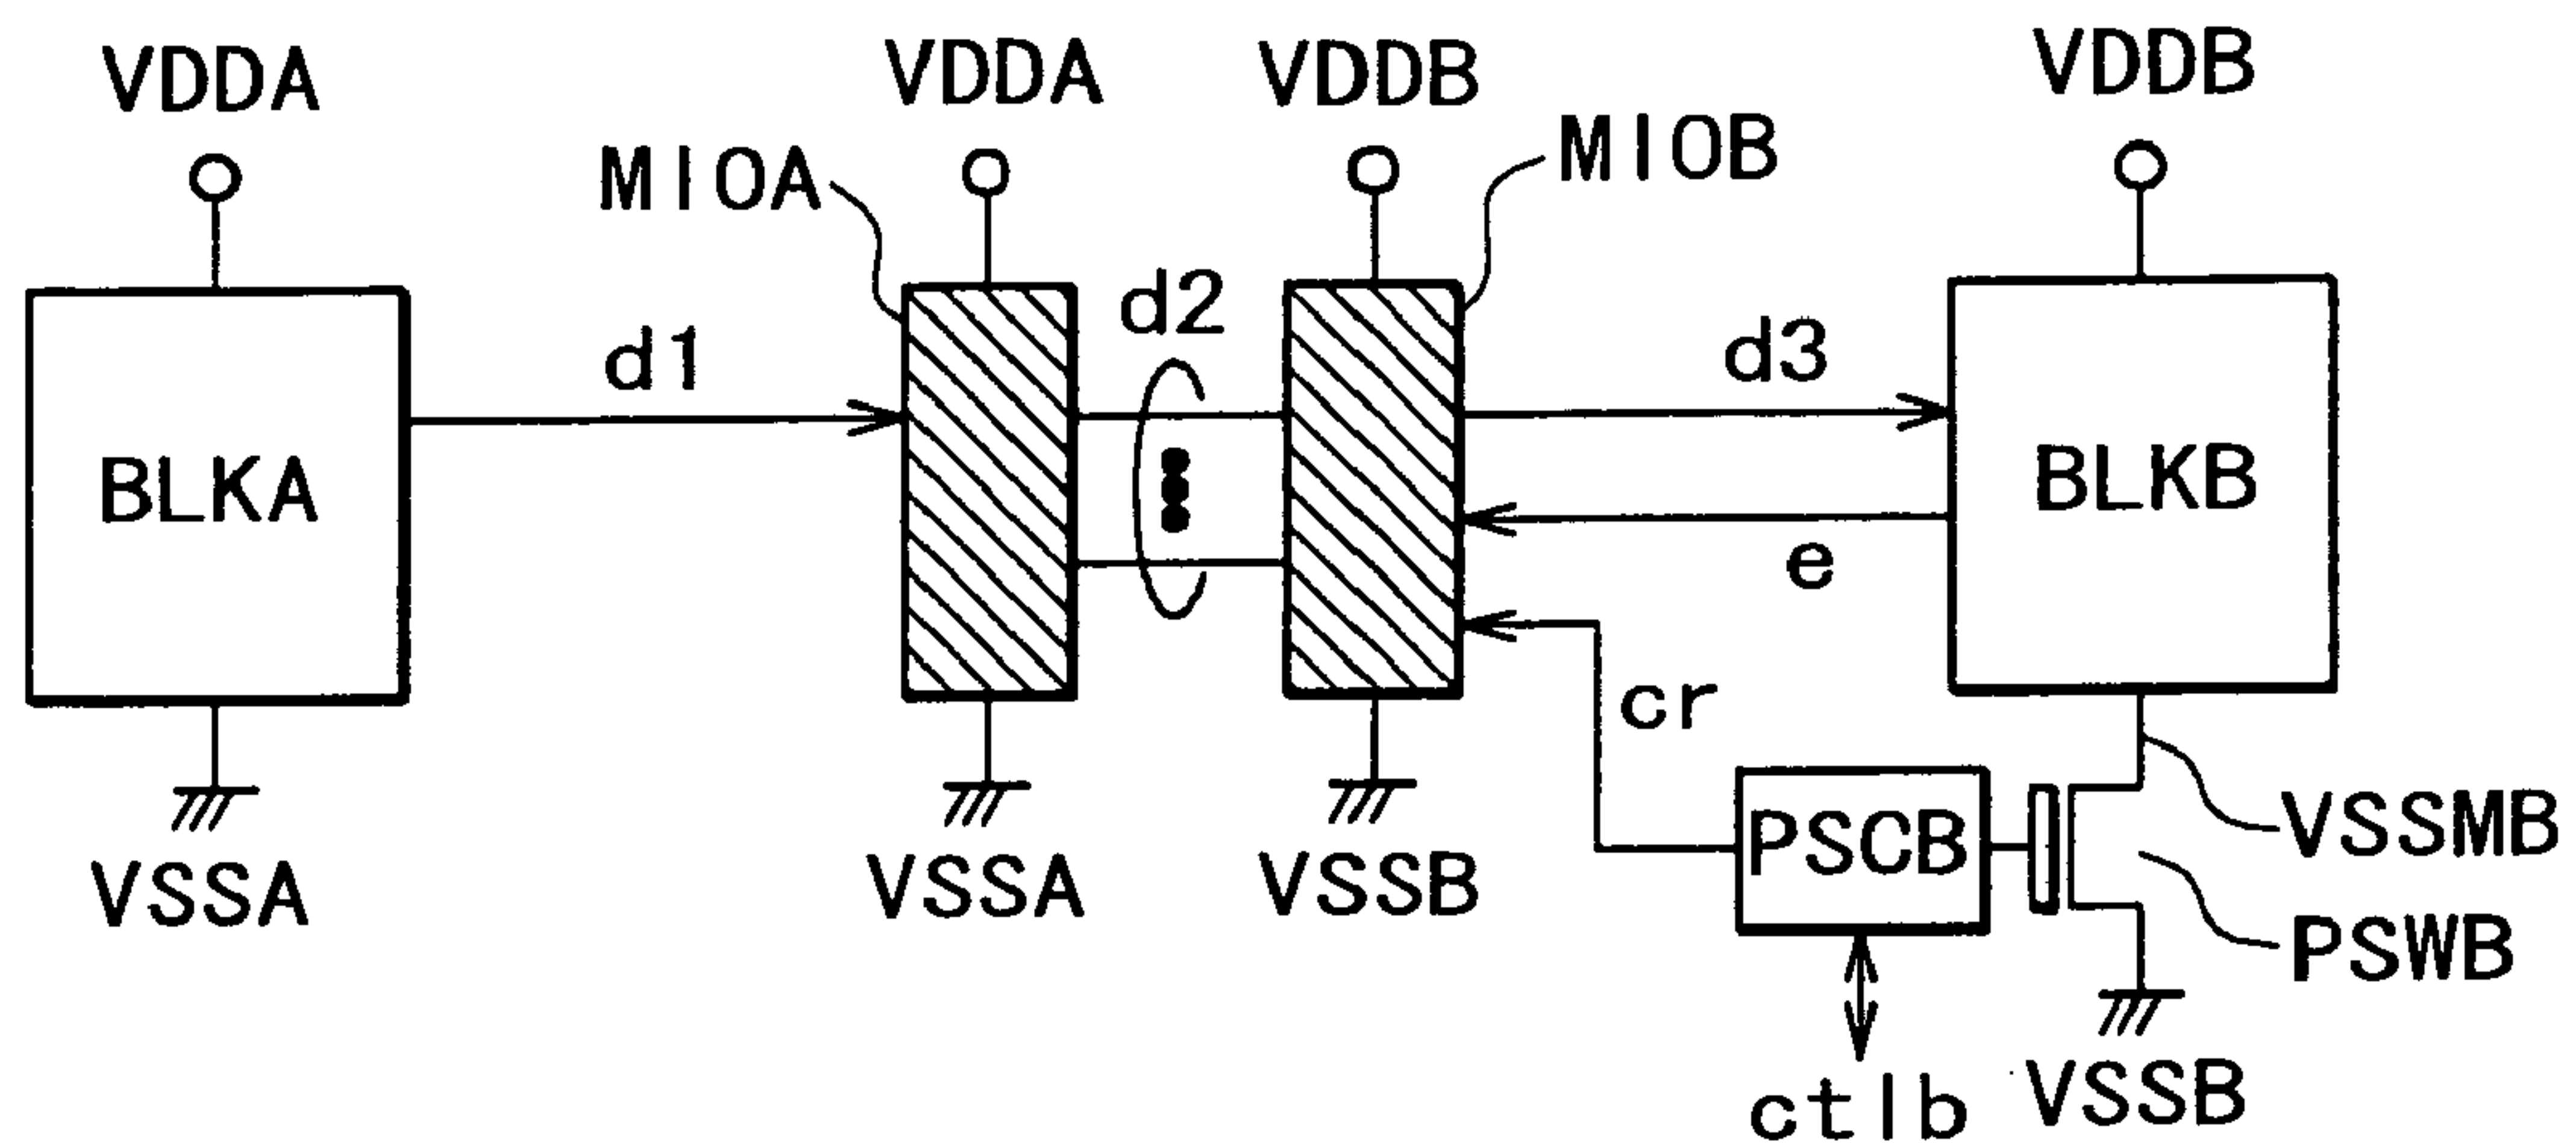 VDDA
VDDA
VDDB
VDDB
MIOA
MIOB
d1
d2
d3
BLKA
BLKB
e
cr
PSCB
VSSMB
PSWB
VSSA
VSSA
VSSB
ctlb
VSSB